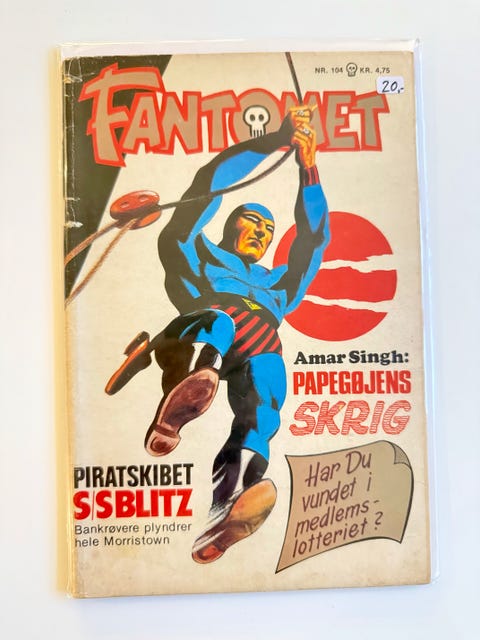 NR. 104 KR. 4,75
20,-
FANTOMET
Amar Singh:
PAPEGØJENS
SKRIG
PIRATSKIBET
S/S BLITZ
Bankrøvere plyndrer
hele Morristown
Har Du
vundet i
medlems-
lotteriet?